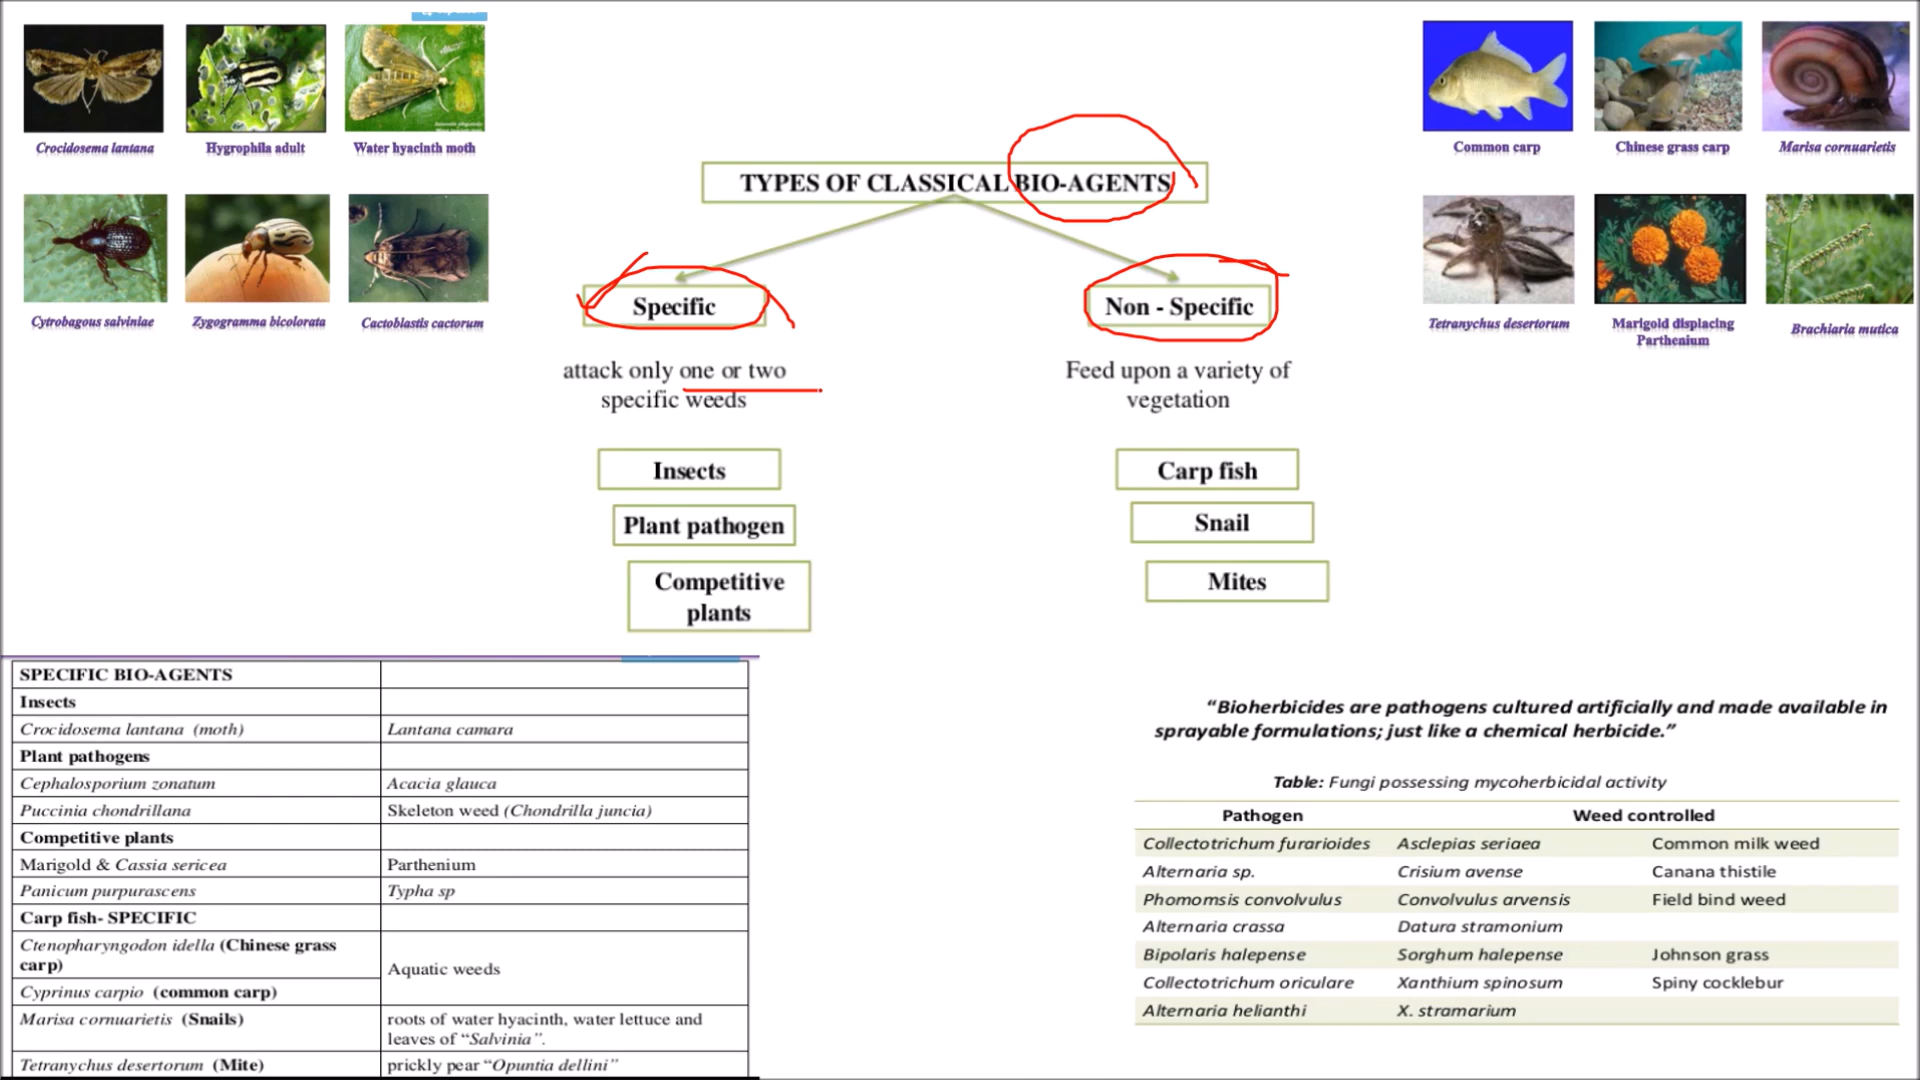 Crocidosema lantana
Hygrophila adult
Water hyacinth moth
Cytrobagous salviniae
Zygogramma bicolorata
Cactoblastis cactorum
TYPES OF CLASSICAL BIO-AGENTS
Specific
attack only one or two
specific weeds
Insects
Plant pathogen
Competitive
plants
Non - Specific
Feed upon a variety of
vegetation
Carp fish
Snail
Mites
Common carp
Chinese grass carp
Marisa cornuarietis
Tetranychus desertorum
Marigold displacing
Parthenium
Brachiaria mutica
SPECIFIC BIO-AGENTS
Insects
Crocidosema lantana (moth) Lantana camara
Plant pathogens
Cephalosporium zonatum Acacia glauca
Puccinia chondrillana Skeleton weed (Chondrilla juncia)
Competitive plants
Marigold & Cassia sericea Parthenium
Panicum purpurascens Typha sp
Carp fish- SPECIFIC
Ctenopharyngodon idella (Chinese grass
carp)
Aquatic weeds
Cyprinus carpio (common carp)
Marisa cornuarietis (Snails) roots of water hyacinth, water lettuce and
leaves of “Salvinia”.
Tetranychus desertorum (Mite) prickly pear “Opuntia dellini”
“Bioherbicides are pathogens cultured artificially and made available in
sprayable formulations; just like a chemical herbicide.”
Table: Fungi possessing mycoherbicidal activity
Pathogen Weed controlled
Collectotrichum furarioides Asclepias seriaea Common milk weed
Alternaria sp. Crisium avense Canana thistile
Phomomsis convolvulus Convolvulus arvensis Field bind weed
Alternaria crassa Datura stramonium
Bipolaris halepense Sorghum halepense Johnson grass
Collectotrichum oriculare Xanthium spinosum Spiny cocklebur
Alternaria helianthi X. stramarium